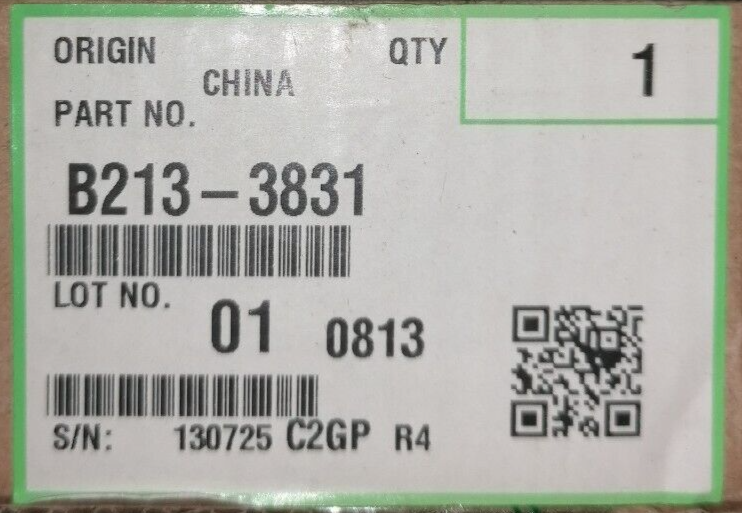 ORIGIN QTY 1
CHINA
PART NO.
B213-3831
LOT NO.
01 0813
S/N: 130725 C2GP R4